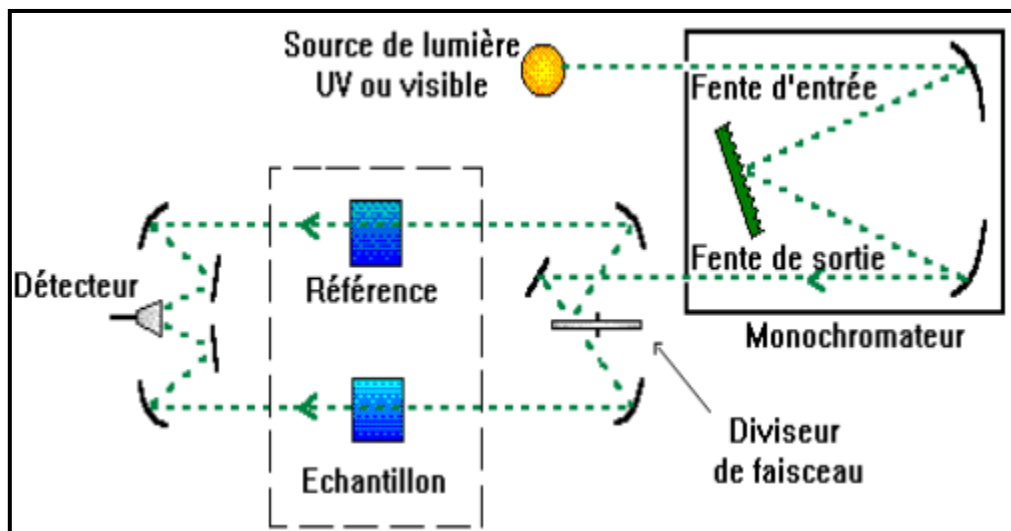 Source de lumière
UV ou visible
Fente d'entrée
Fente de sortie
Monochromateur
Détecteur
Référence
Echantillon
Diviseur
de faisceau